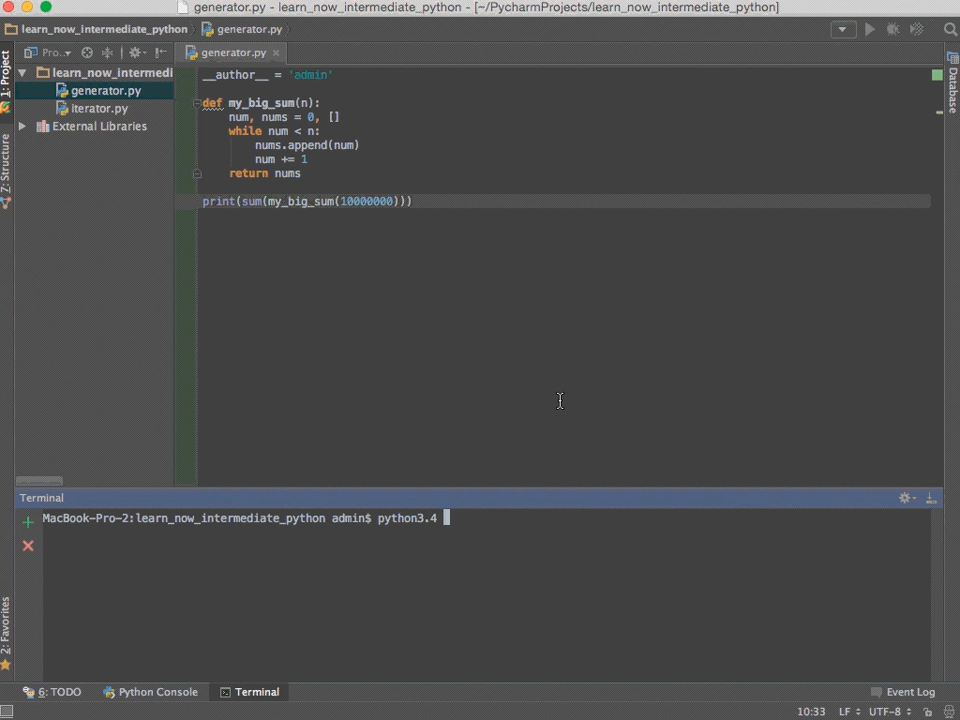 generator.py - learn_now_intermediate_python - [~/PycharmProjects/learn_now_intermediate_python]
learn_now_intermediate_python generator.py
1: Project
Pro..
generator.py
learn_now_intermedi
generator.py
iterator.py
External Libraries
Z: Structure
2: Favorites
Database
__author__ = 'admin'
def my_big_sum(n):
num, nums = 0, []
while num < n:
nums.append(num)
num += 1
return nums
print(sum(my_big_sum(10000000)))
Terminal
MacBook-Pro-2:learn_now_intermediate_python admin$ python3.4
6: TODO Python Console Terminal Event Log
10:33 LF UTF-8